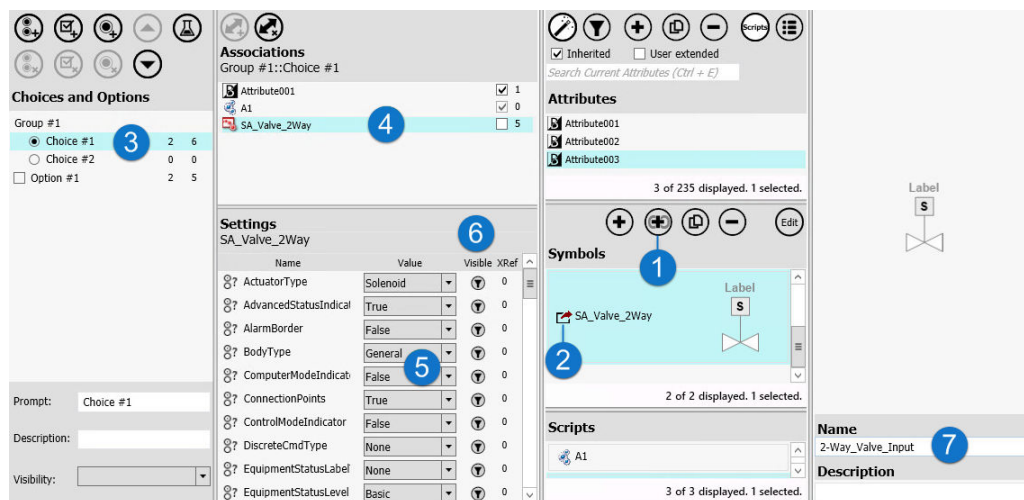 Choices and Options
Group #1
Choice #1 2 6
3
Choice #2 0 0
Option #1 2 5
Prompt: Choice #1
Description:
Visibility:
Associations
Group #1::Choice #1
Attribute001 1
A1 0
SA_Valve_2Way 5
4
Settings
SA_Valve_2Way
6
Name Value Visible XRef
ActuatorType Solenoid 0
AdvancedStatusIndicat True 0
AlarmBorder False 0
BodyType General 0
ComputerModeIndicat False 0
5
ConnectionPoints True 0
ControlModeIndicator False 0
DiscreteCmdType None 0
EquipmentStatusLabel None 0
EquipmentStatusLevel Basic 0
Scripts
Inherited User extended
Search Current Attributes (Ctrl + E)
Attributes
Attribute001
Attribute002
Attribute003
3 of 235 displayed. 1 selected.
Edit
1
Symbols
Label
S
SA_Valve_2Way
2
2 of 2 displayed. 1 selected.
Scripts
A1
3 of 3 displayed. 1 selected.
Label
S
Name
2-Way_Valve_Input
7
Description